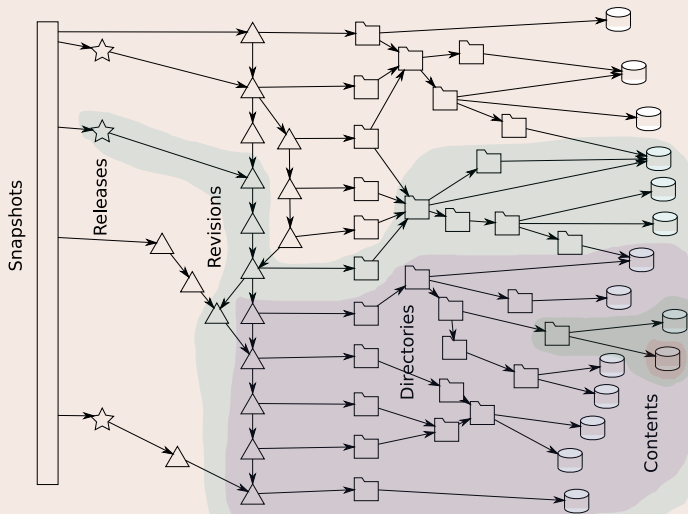 Snapshots
Releases
Revisions
Directories
Contents